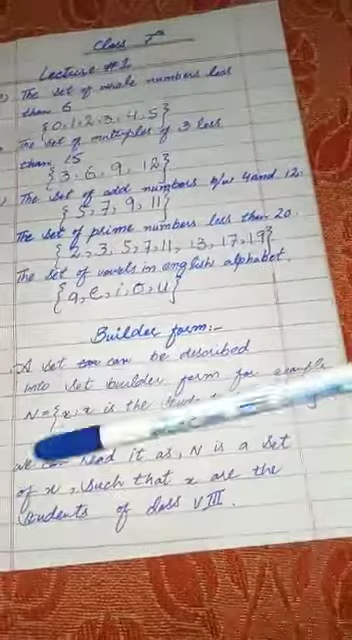 Class 7th
Lecture #2
The set of whole numbers less
than 6
{0,1,2,3,4,5}
The set of multiples of 3 less
than 15
{3,6,9,12}
The set of odd numbers b/w 4 and 12.
{5,7,9,11}
The set of prime numbers less than 20.
{2,3,5,7,11,13,17,19}
The set of vowels in english alphabet.
{a,e,i,o,u}
Builder form:-
A set can be described
into set builder form for example
N={x:x is the
we can read it as, N is a set
of x, such that x are the
students of class VIII.